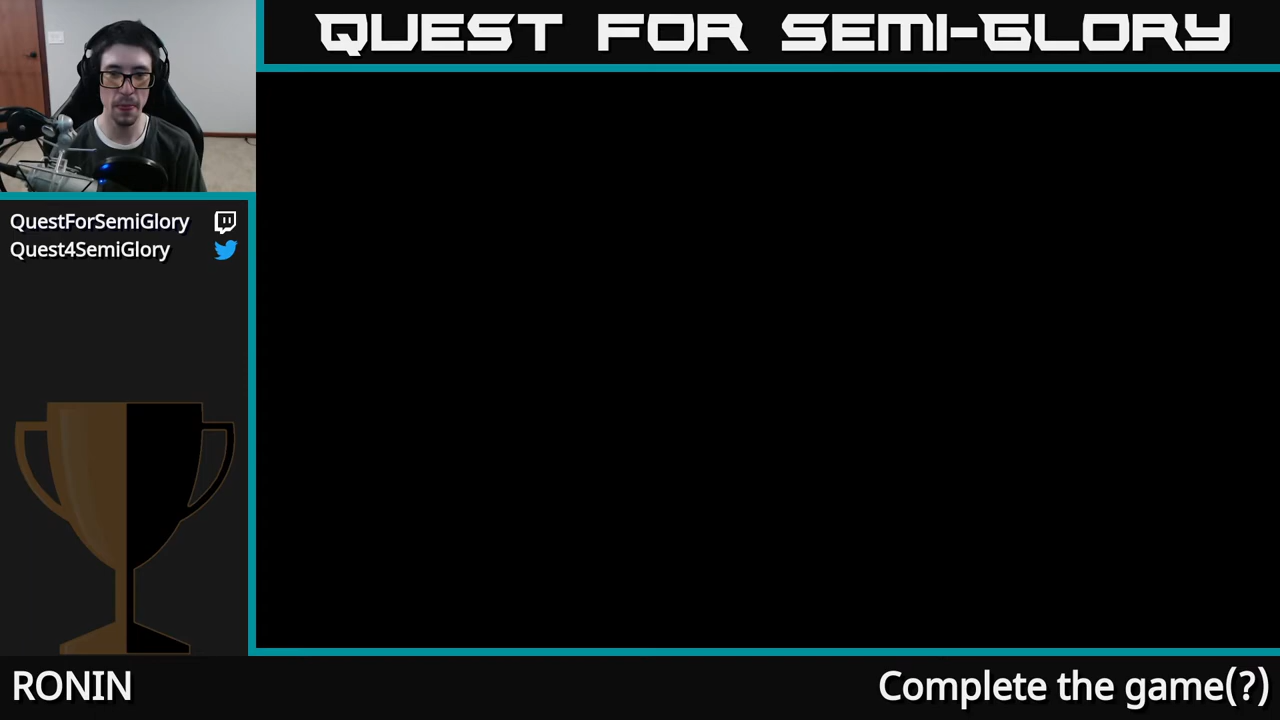 QUEST FOR SEMI-GLORY
QuestForSemiGlory
Quest4SemiGlory
RONIN
Complete the game(?)